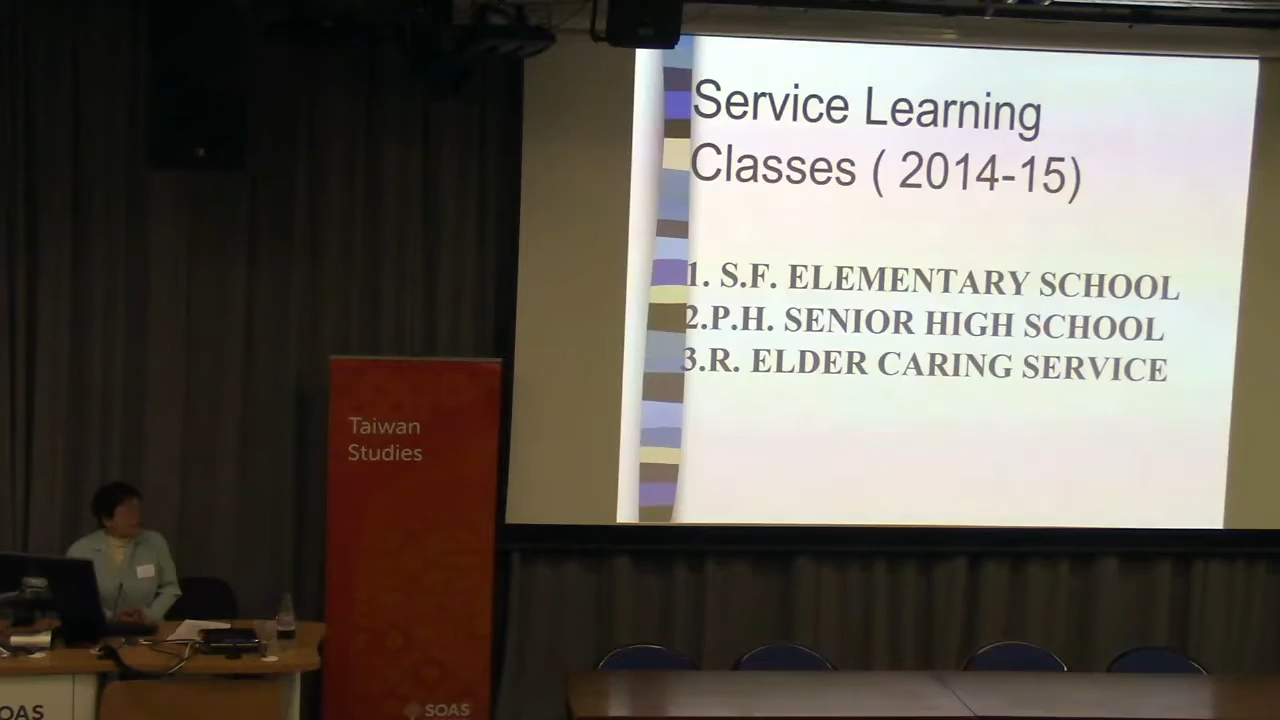 Service Learning
Classes ( 2014-15)
1. S.F. ELEMENTARY SCHOOL
2.P.H. SENIOR HIGH SCHOOL
3.R. ELDER CARING SERVICE
Taiwan
Studies
SOAS
OAS